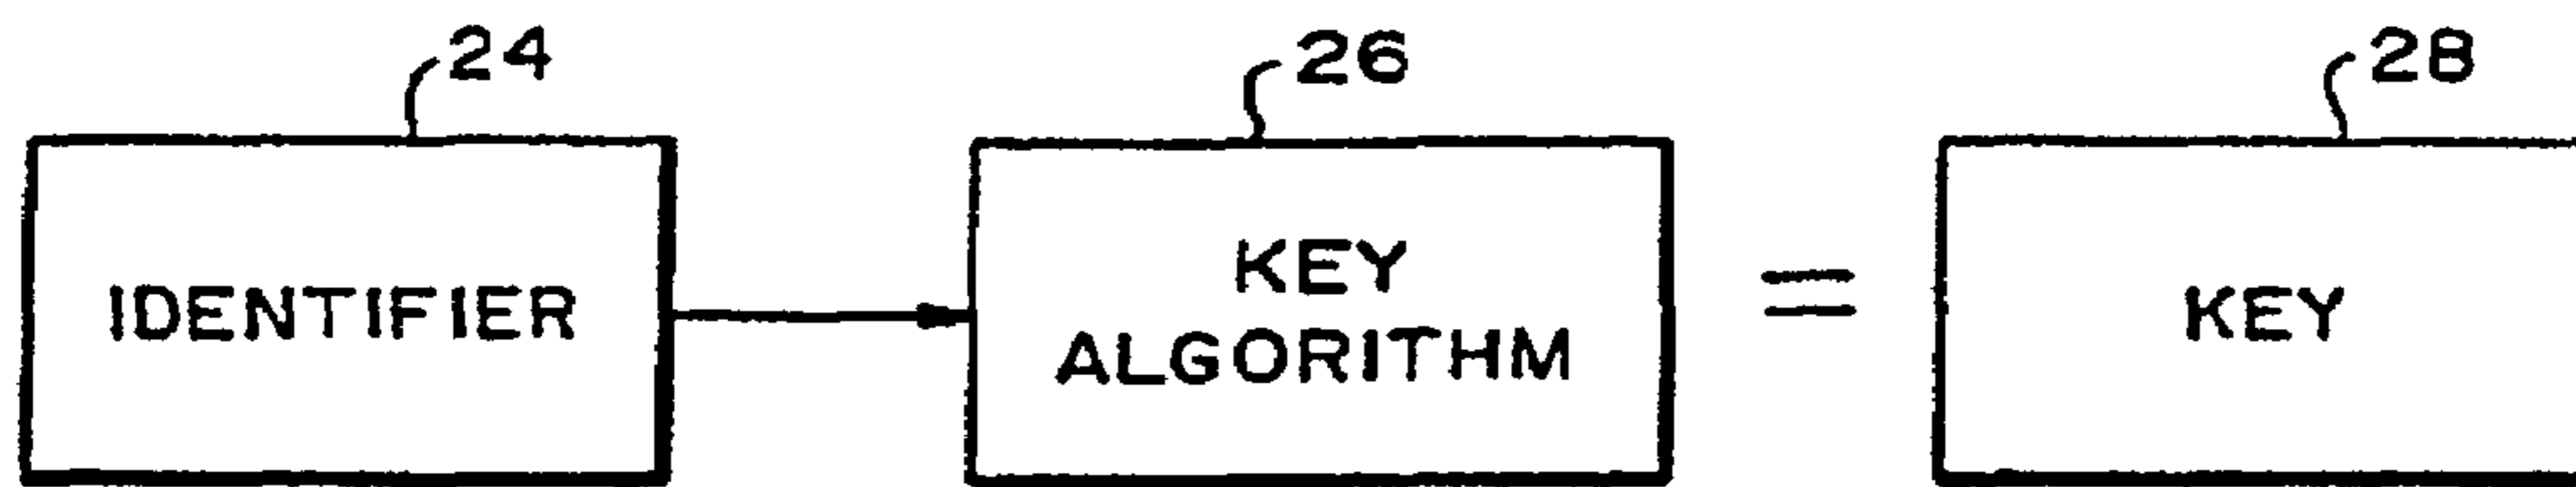 24
26
28
IDENTIFIER
KEY
ALGORITHM
=
KEY